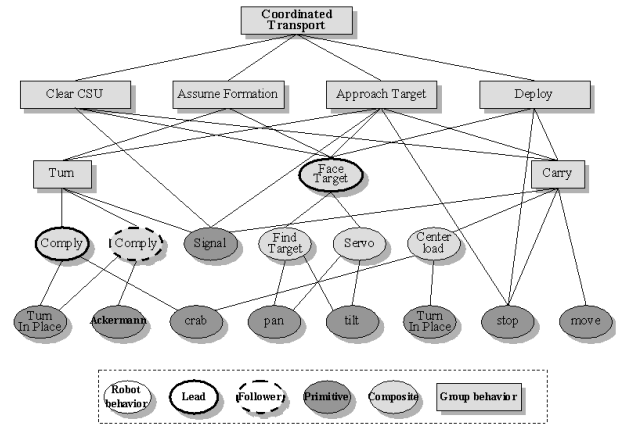 Coordinated
Transport
Clear CSU
Assume Formation
Approach Target
Deploy
Turn
Face
Target
Carry
Comply
Comply
Signal
Find
Target
Servo
Center
load
Turn
In Place
Ackermann
crab
pan
tilt
Turn
In Place
stop
move
Robot
behavior
Lead
Follower
Primitive
Composite
Group behavior